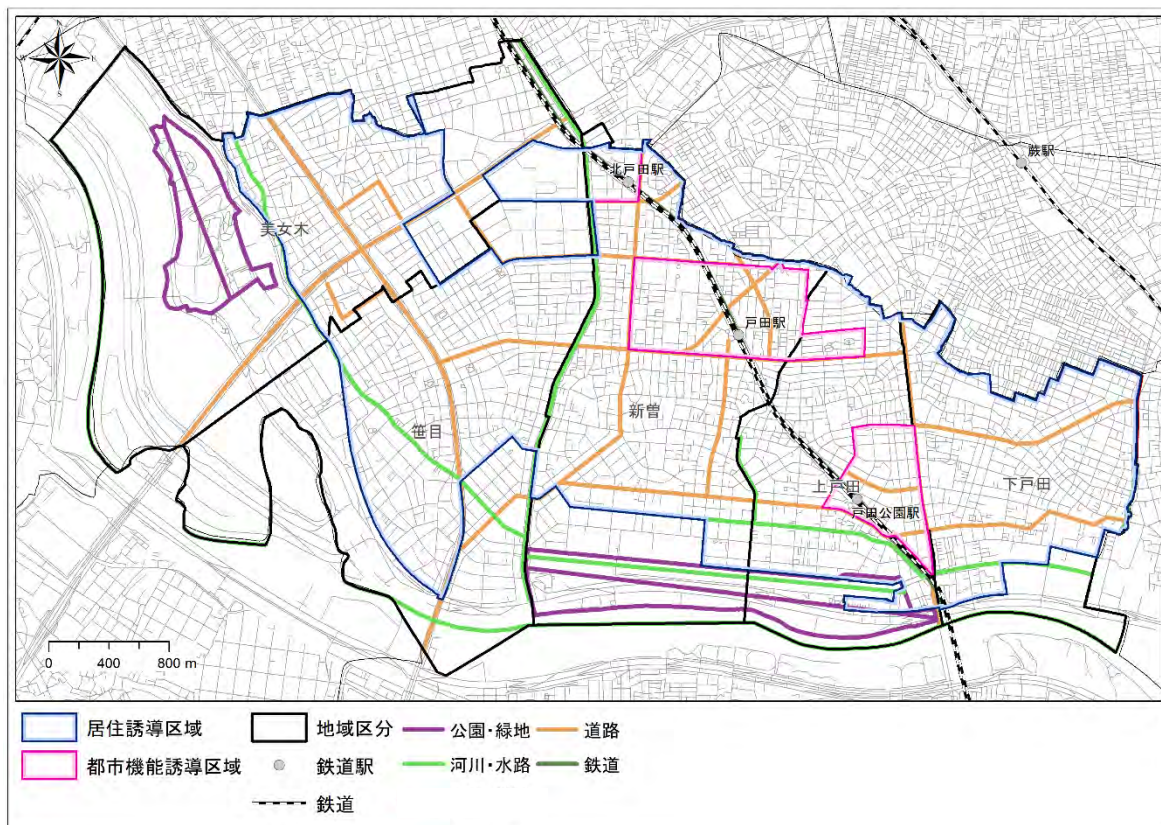 N
W
E
S
北戸田駅
蕨駅
美女木
戸田駅
笹目
新曽
上戸田
下戸田
戸田公園駅
0 400 800 m
居住誘導区域
地域区分
公園・緑地
道路
都市機能誘導区域
鉄道駅
河川・水路
鉄道
鉄道